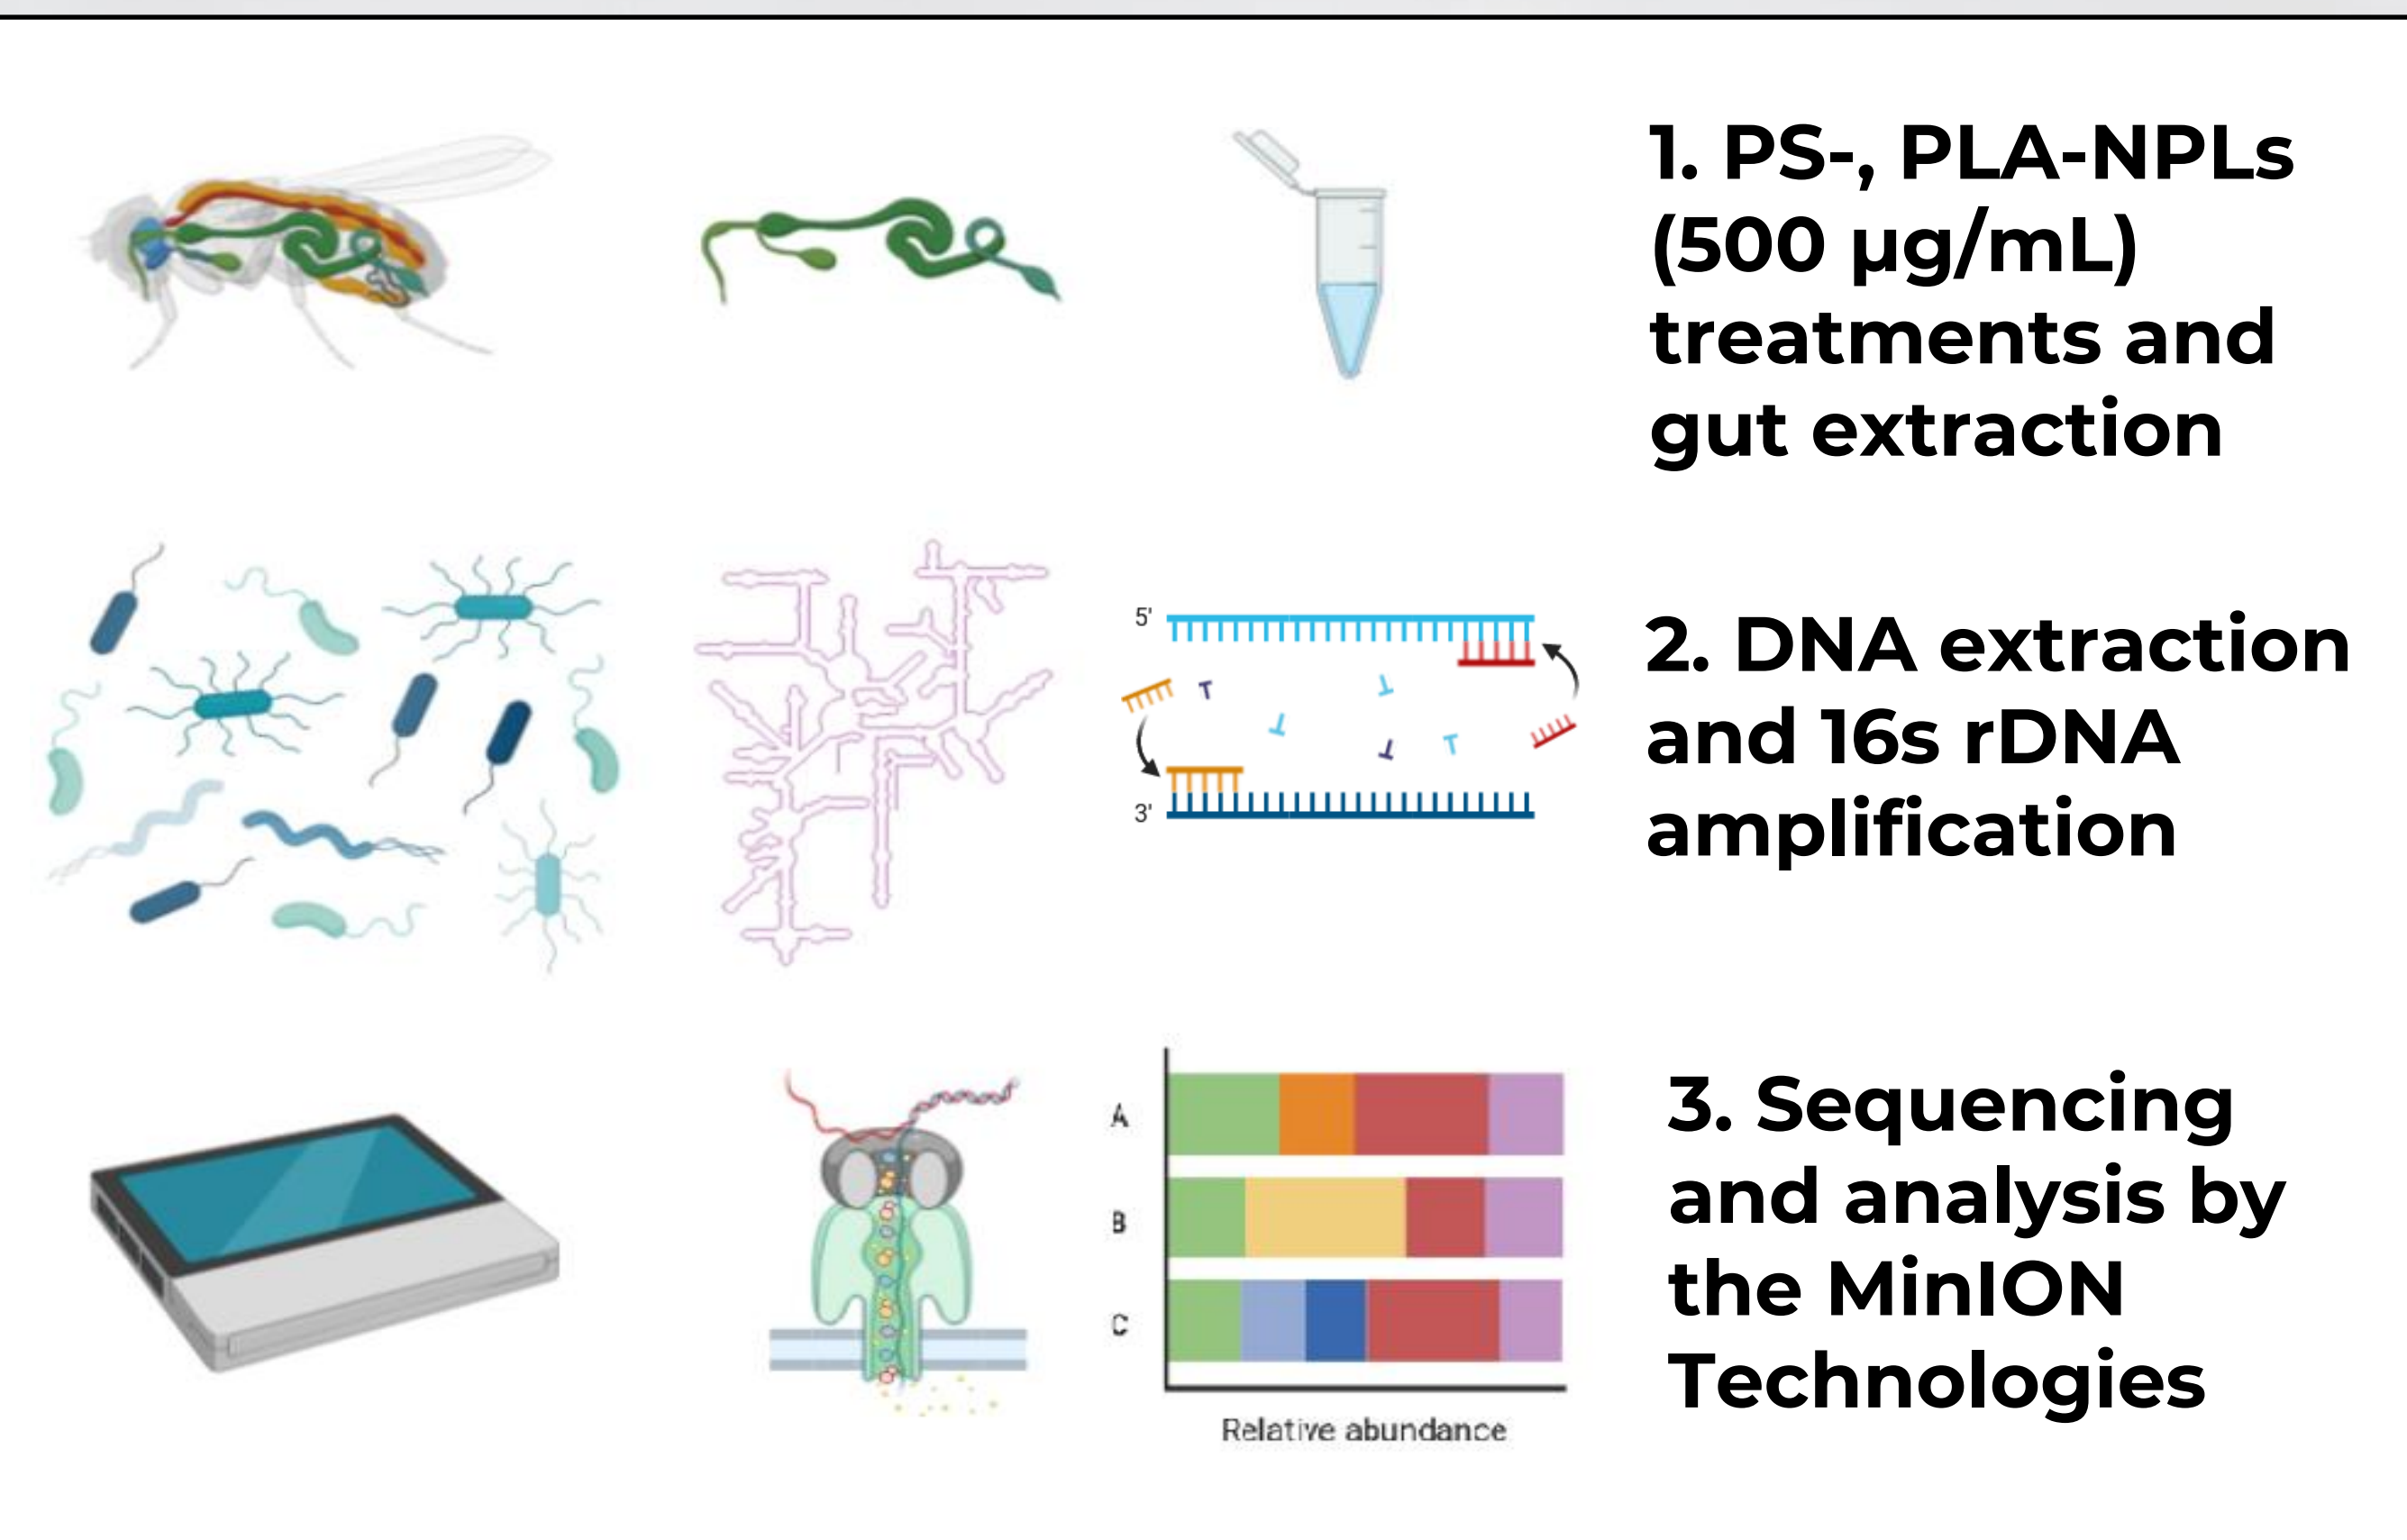 1. PS-, PLA-NPLs
(500 µg/mL)
treatments and
gut extraction
5'
3'
2. DNA extraction
and 16s rDNA
amplification
A
B
C
Relative abundance
3. Sequencing
and analysis by
the MinION
Technologies